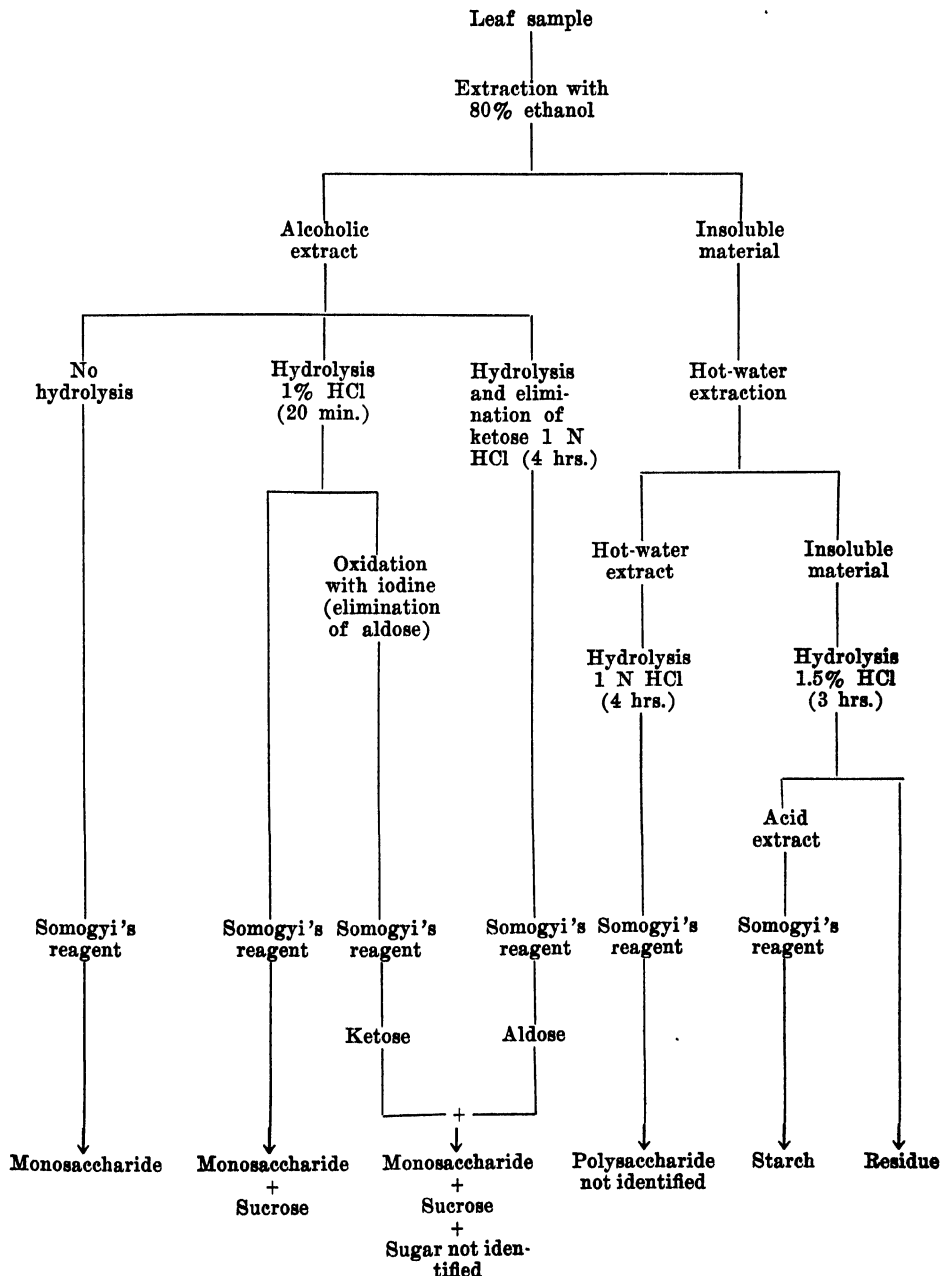 Leaf sample
Extraction with
80% ethanol
Alcoholic
extract
Insoluble
material
No
hydrolysis
Hydrolysis
1% HCl
(20 min.)
Hydrolysis
and elimi-
nation of
ketose 1 N
HCl (4 hrs.)
Hot-water
extraction
Oxidation
with iodine
(elimination
of aldose)
Hot-water
extract
Insoluble
material
Hydrolysis
1 N HCl
(4 hrs.)
Hydrolysis
1.5% HCl
(3 hrs.)
Acid
extract
Somogyi's
reagent
Somogyi's
reagent
Somogyi's
reagent
Somogyi's
reagent
Somogyi's
reagent
Somogyi's
reagent
Ketose
Aldose
+
Monosaccharide
Monosaccharide
+
Sucrose
Monosaccharide
+
Sucrose
+
Sugar not iden-
tified
Polysaccharide
not identified
Starch
Residue